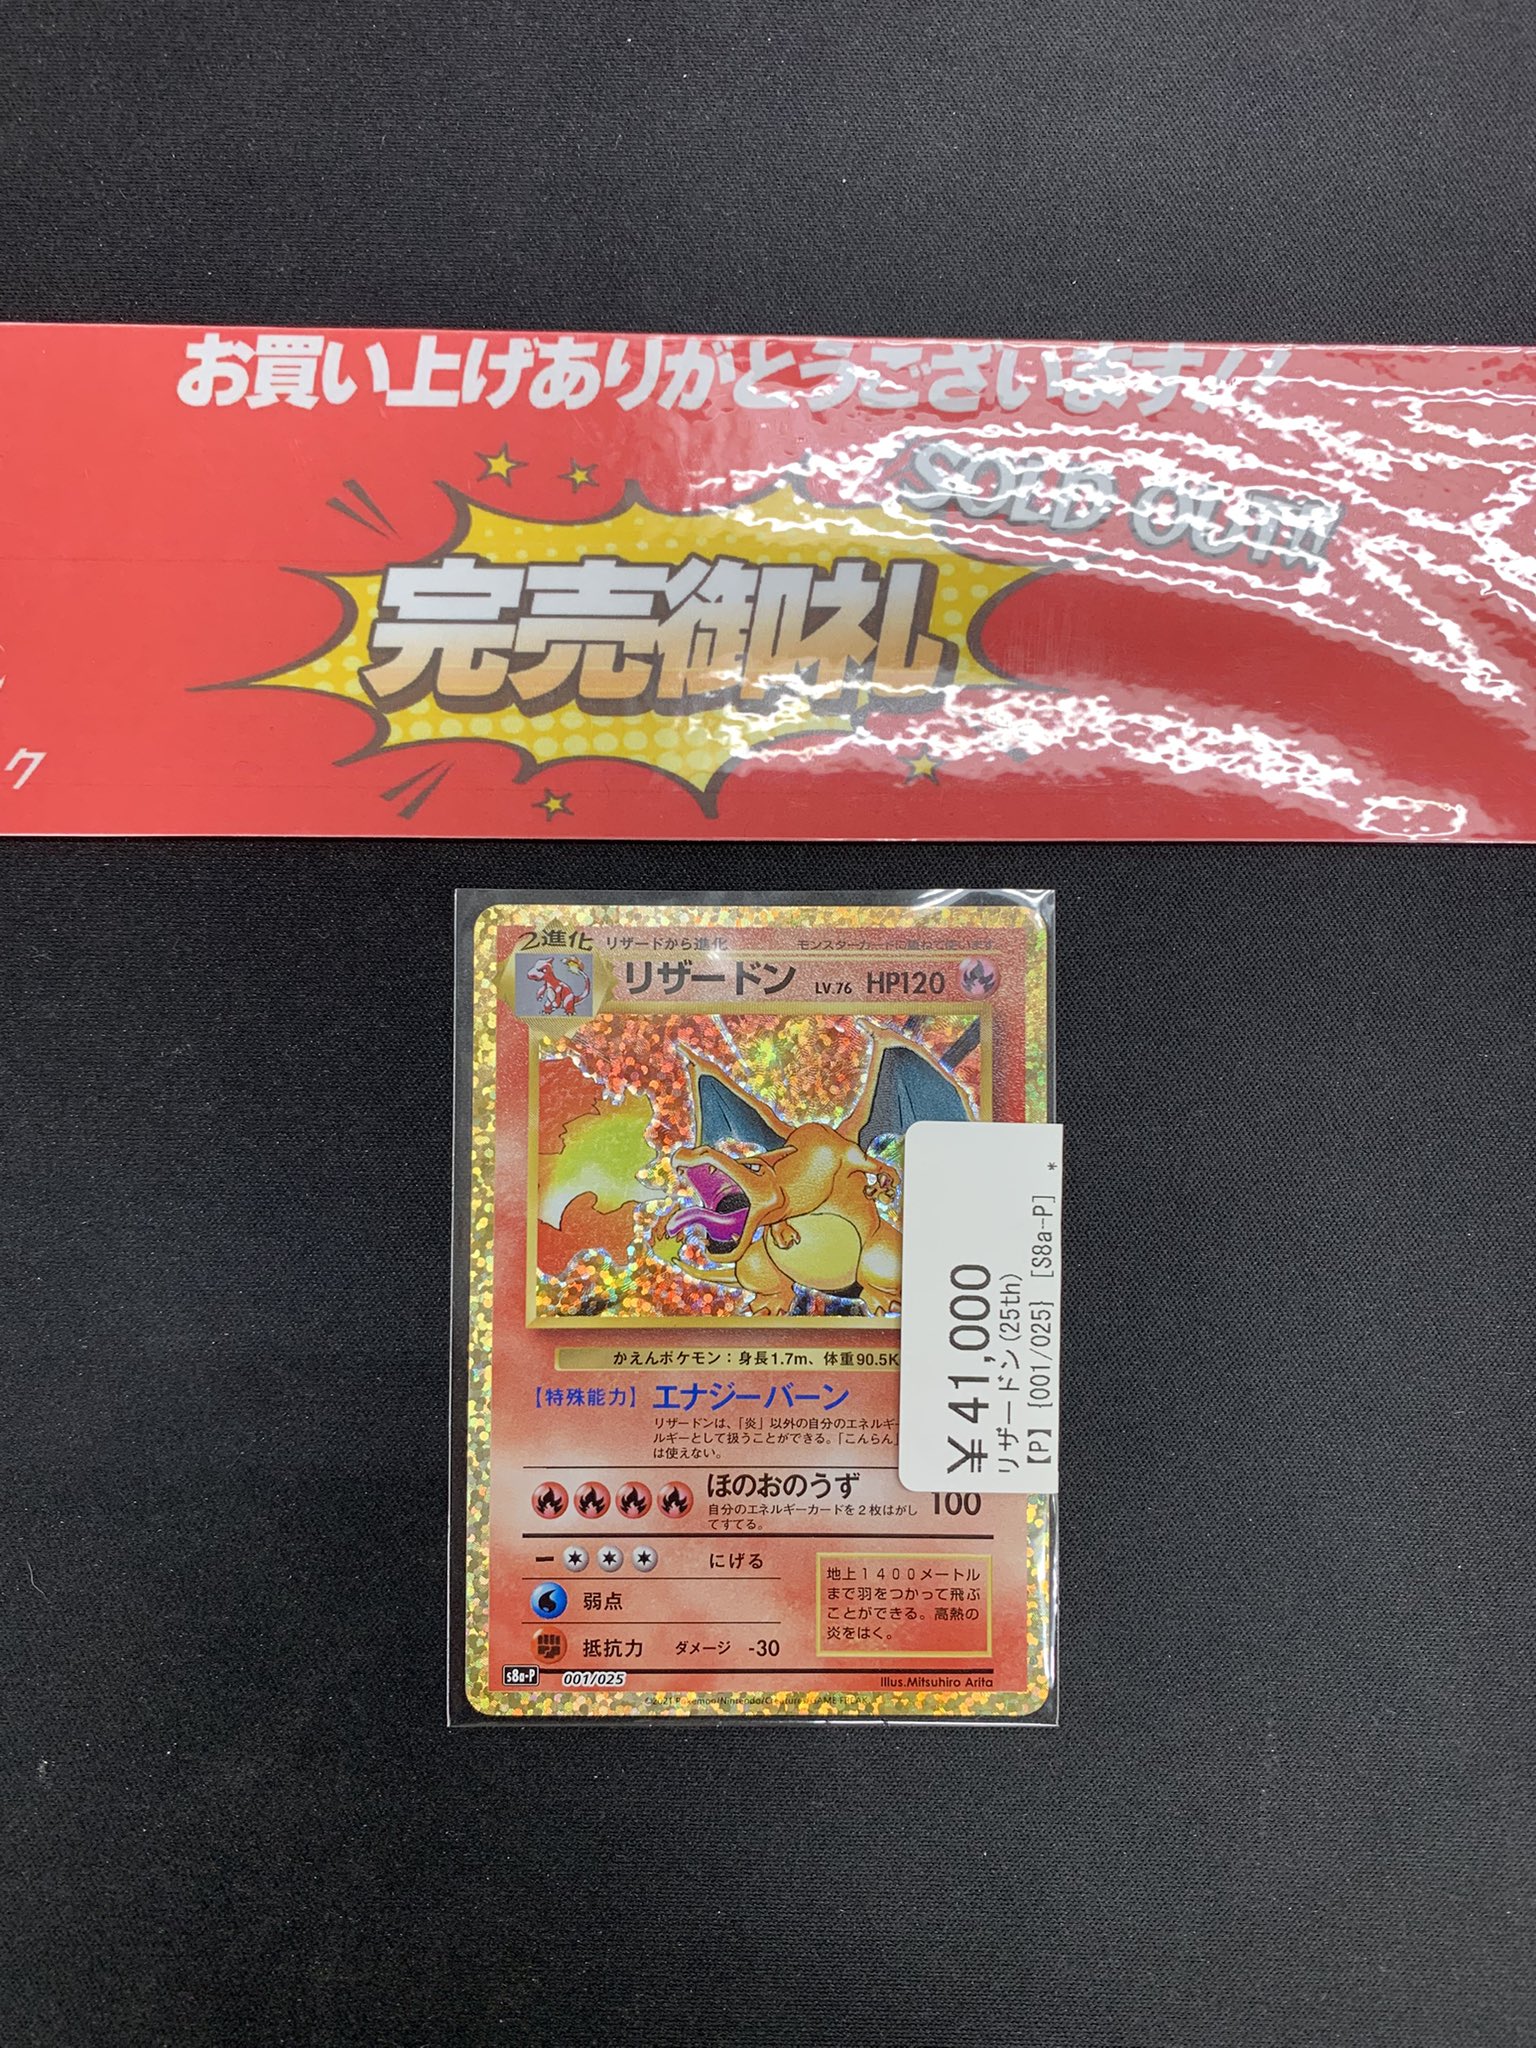 お買い上げありがとうございます!!
SOLD OUT!!!
完売御礼
ク
2進化 リザードから進化 モンスターカードに重ねて使います
リザードン LV.76 HP120
かえんポケモン：身長1.7m、体重90.5K
【特殊能力】エナジーバーン
リザードンは、「炎」以外の自分のエネルギー
ルギーとして扱うことができる。「こんらん」
は使えない。
ほのおのうず 100
自分のエネルギーカードを２枚はがし
てすてる。
ー にげる
弱点
抵抗力 ダメージ -30
地上１４００メートル
まで羽をつかって飛ぶ
ことができる。高熱の
炎をはく。
s8a-P 001/025 Illus.Mitsuhiro Arita
©2021 Pokémon/Nintendo/Creatures/GAME FREAK
¥41,000
リザードン(25th)
【P】{001/025} [S8a-P]
*